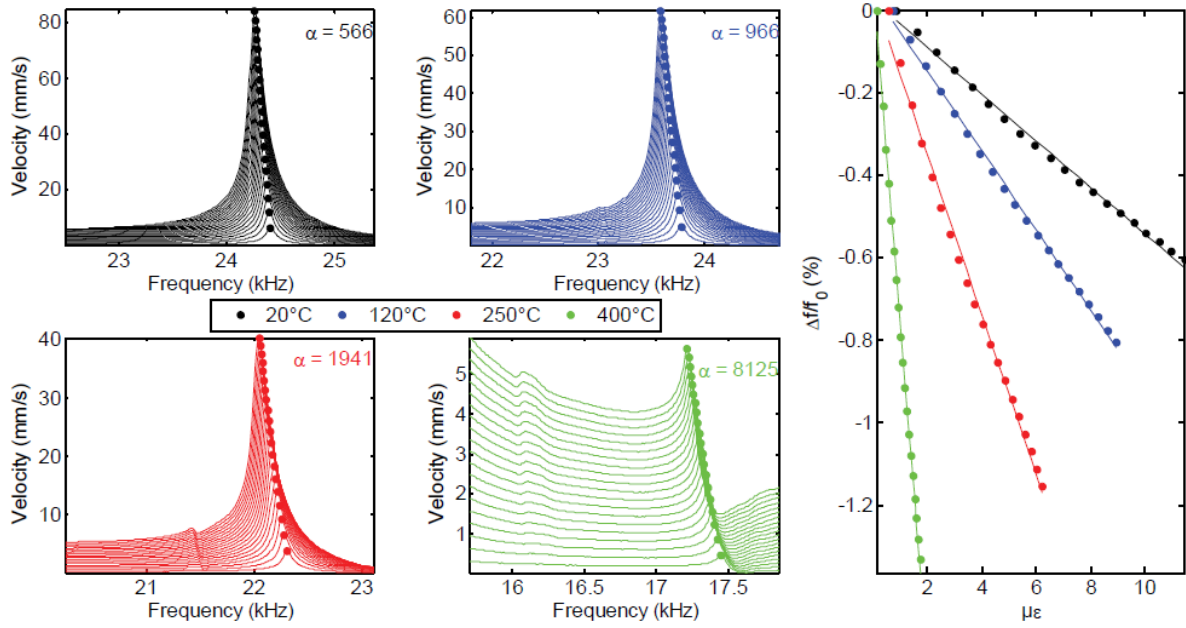 α = 566
Velocity (mm/s)
80
60
40
20
23
24
25
Frequency (kHz)
α = 966
Velocity (mm/s)
60
50
40
30
20
10
22
23
24
Frequency (kHz)
20°C
120°C
250°C
400°C
α = 1941
Velocity (mm/s)
40
30
20
10
21
22
23
Frequency (kHz)
α = 8125
Velocity (mm/s)
5
4
3
2
1
16
16.5
17
17.5
Frequency (kHz)
Δf/f0 (%)
0
-0.2
-0.4
-0.6
-0.8
-1
-1.2
2
4
6
8
10
με